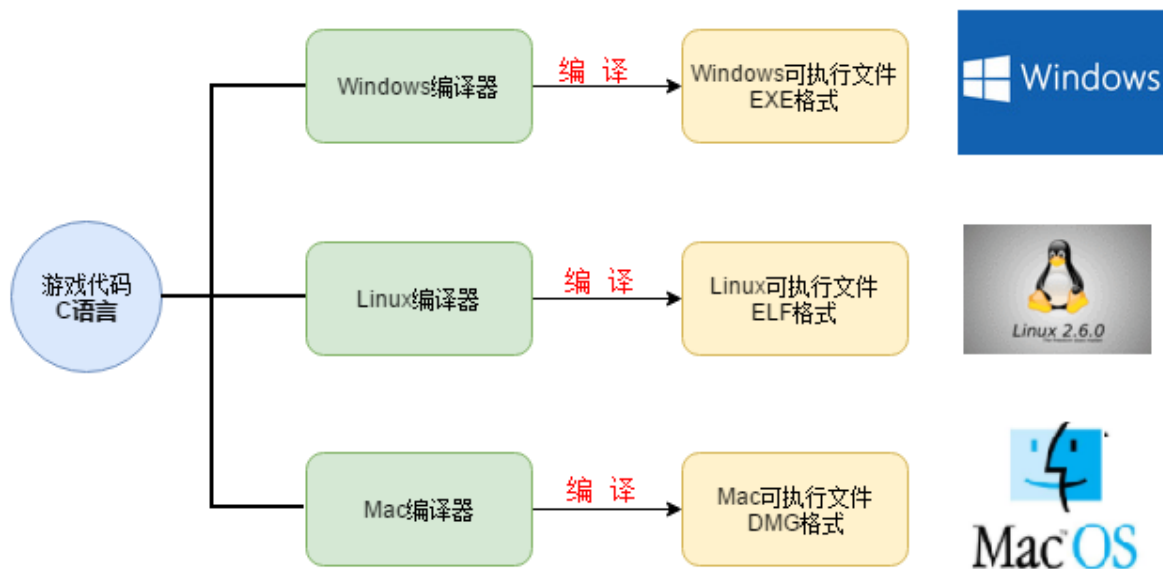 Windows编译器
编 译
Windows可执行文件
EXE格式
Windows
游戏代码
C语言
Linux编译器
编 译
Linux可执行文件
ELF格式
Linux 2.6.0
Mac编译器
编 译
Mac可执行文件
DMG格式
Mac™OS